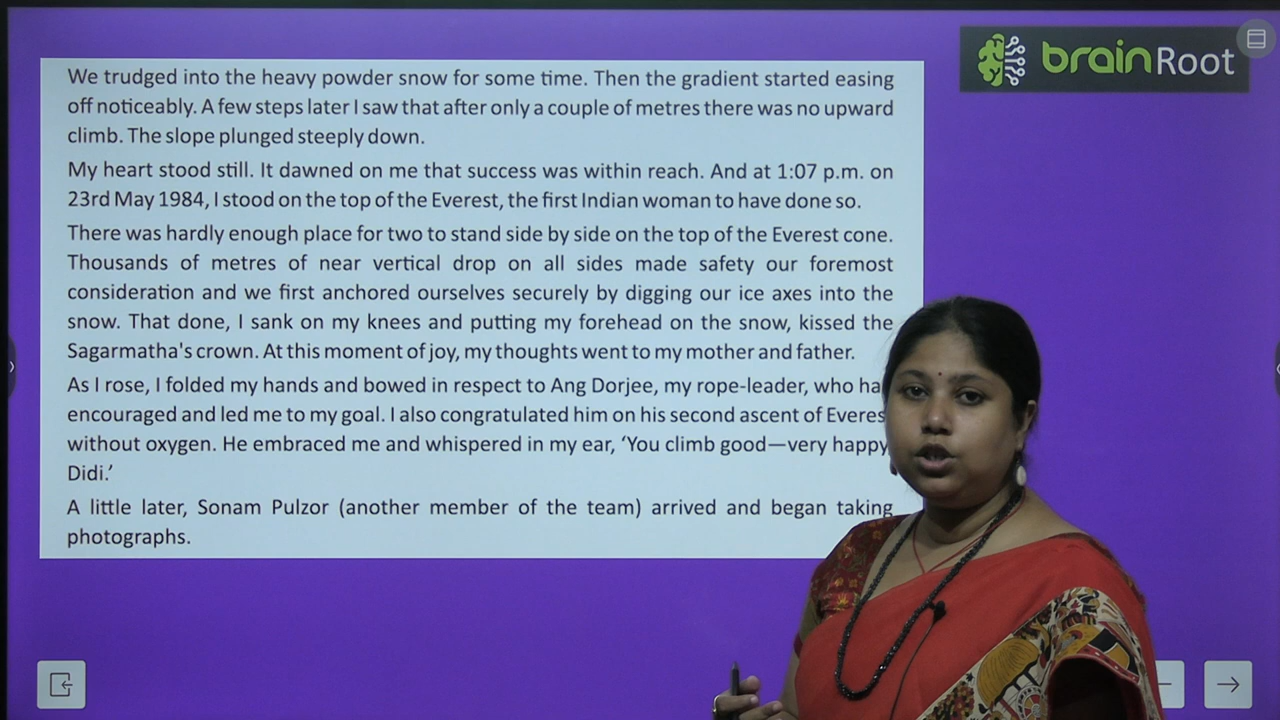 brainRoot
We trudged into the heavy powder snow for some time. Then the gradient started easing
off noticeably. A few steps later I saw that after only a couple of metres there was no upward
climb. The slope plunged steeply down.
My heart stood still. It dawned on me that success was within reach. And at 1:07 p.m. on
23rd May 1984, I stood on the top of the Everest, the first Indian woman to have done so.
There was hardly enough place for two to stand side by side on the top of the Everest cone.
Thousands of metres of near vertical drop on all sides made safety our foremost
consideration and we first anchored ourselves securely by digging our ice axes into the
snow. That done, I sank on my knees and putting my forehead on the snow, kissed the
Sagarmatha's crown. At this moment of joy, my thoughts went to my mother and father.
As I rose, I folded my hands and bowed in respect to Ang Dorjee, my rope-leader, who ha
encouraged and led me to my goal. I also congratulated him on his second ascent of Everes
without oxygen. He embraced me and whispered in my ear, ‘You climb good—very happy
Didi.’
A little later, Sonam Pulzor (another member of the team) arrived and began taking
photographs.